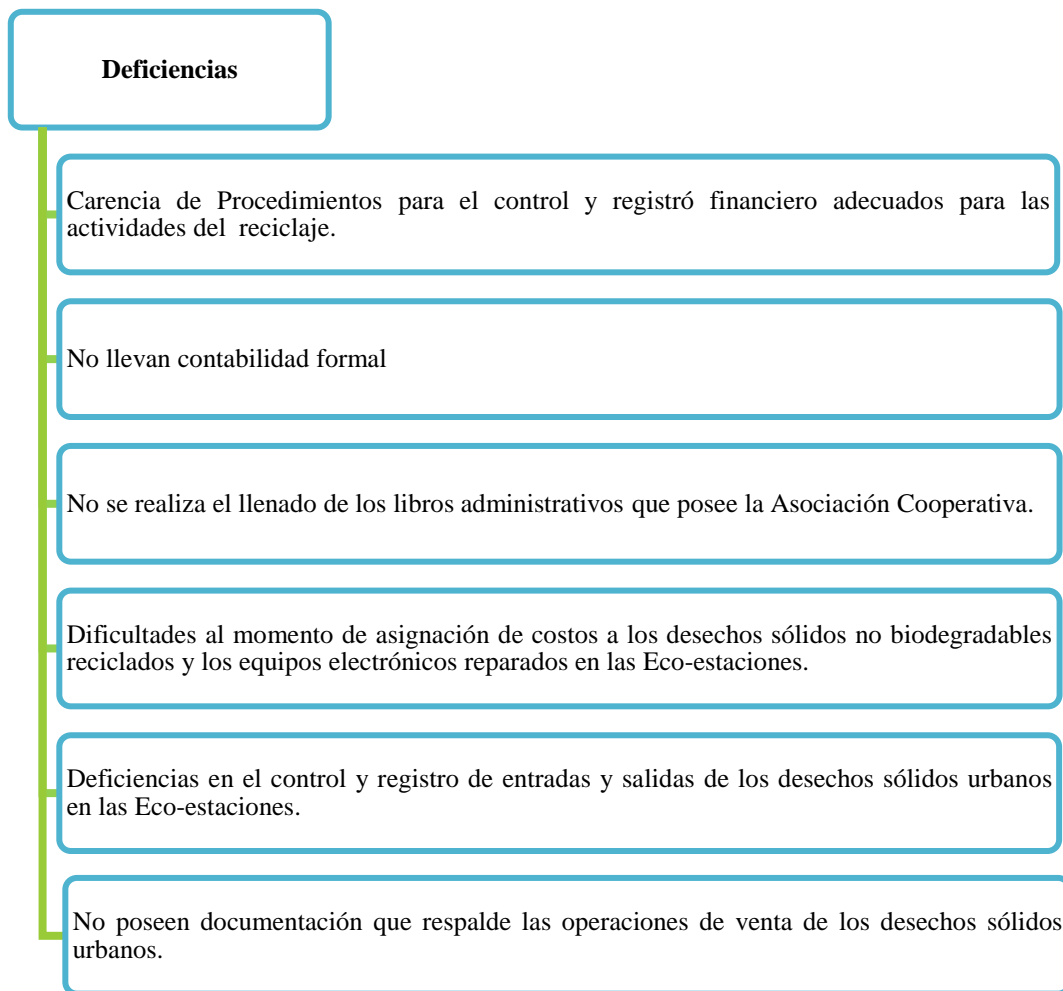 Deficiencias
Carencia de Procedimientos para el control y registró financiero adecuados para las
actividades del reciclaje.
No llevan contabilidad formal
No se realiza el llenado de los libros administrativos que posee la Asociación Cooperativa.
Dificultades al momento de asignación de costos a los desechos sólidos no biodegradables
reciclados y los equipos electrónicos reparados en las Eco-estaciones.
Deficiencias en el control y registro de entradas y salidas de los desechos sólidos urbanos
en las Eco-estaciones.
No poseen documentación que respalde las operaciones de venta de los desechos sólidos
urbanos.